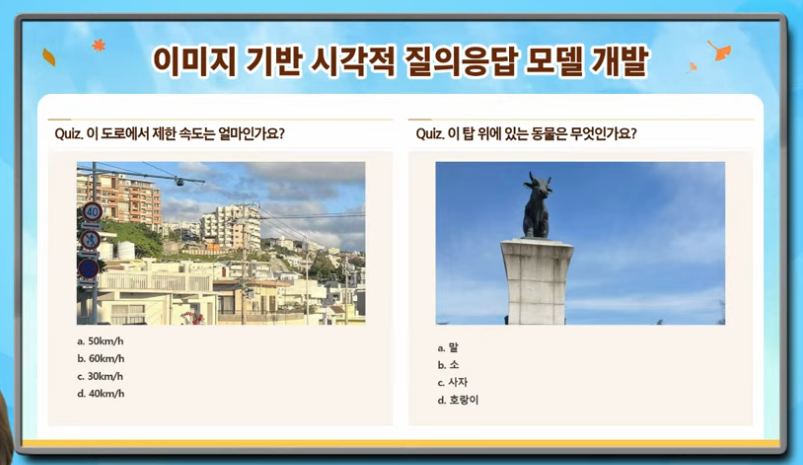 이미지 기반 시각적 질의응답 모델 개발
Quiz. 이 도로에서 제한 속도는 얼마인가요?
40
a. 50km/h
b. 60km/h
c. 30km/h
d. 40km/h
Quiz. 이 탑 위에 있는 동물은 무엇인가요?
a. 말
b. 소
c. 사자
d. 호랑이